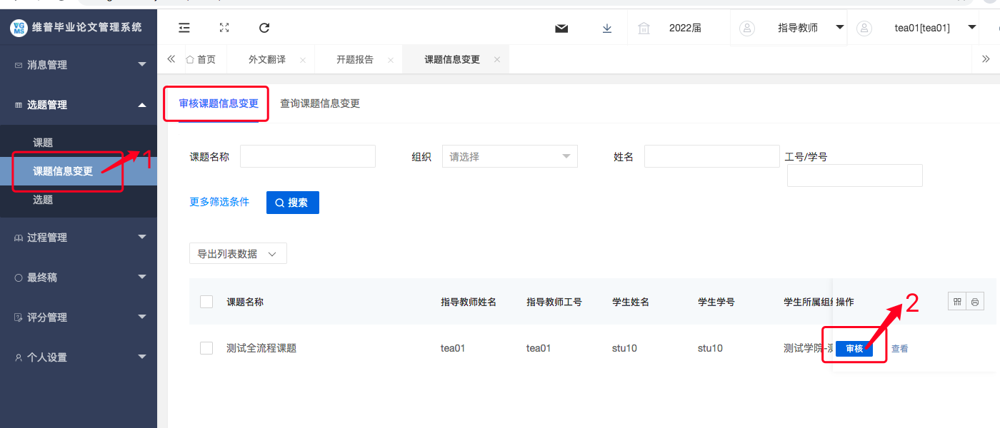 VG
MS
维普毕业论文管理系统
2022届
指导教师
tea01[tea01]
消息管理
首页
外文翻译
开题报告
课题信息变更
选题管理
审核课题信息变更
查询课题信息变更
课题
1
课题信息变更
选题
过程管理
最终稿
评分管理
个人设置
课题名称
组织
请选择
姓名
工号/学号
更多筛选条件
搜索
导出列表数据
课题名称
指导教师姓名
指导教师工号
学生姓名
学生学号
学生所属组
操作
2
测试全流程课题
tea01
tea01
stu10
stu10
测试学院-
审核
查看